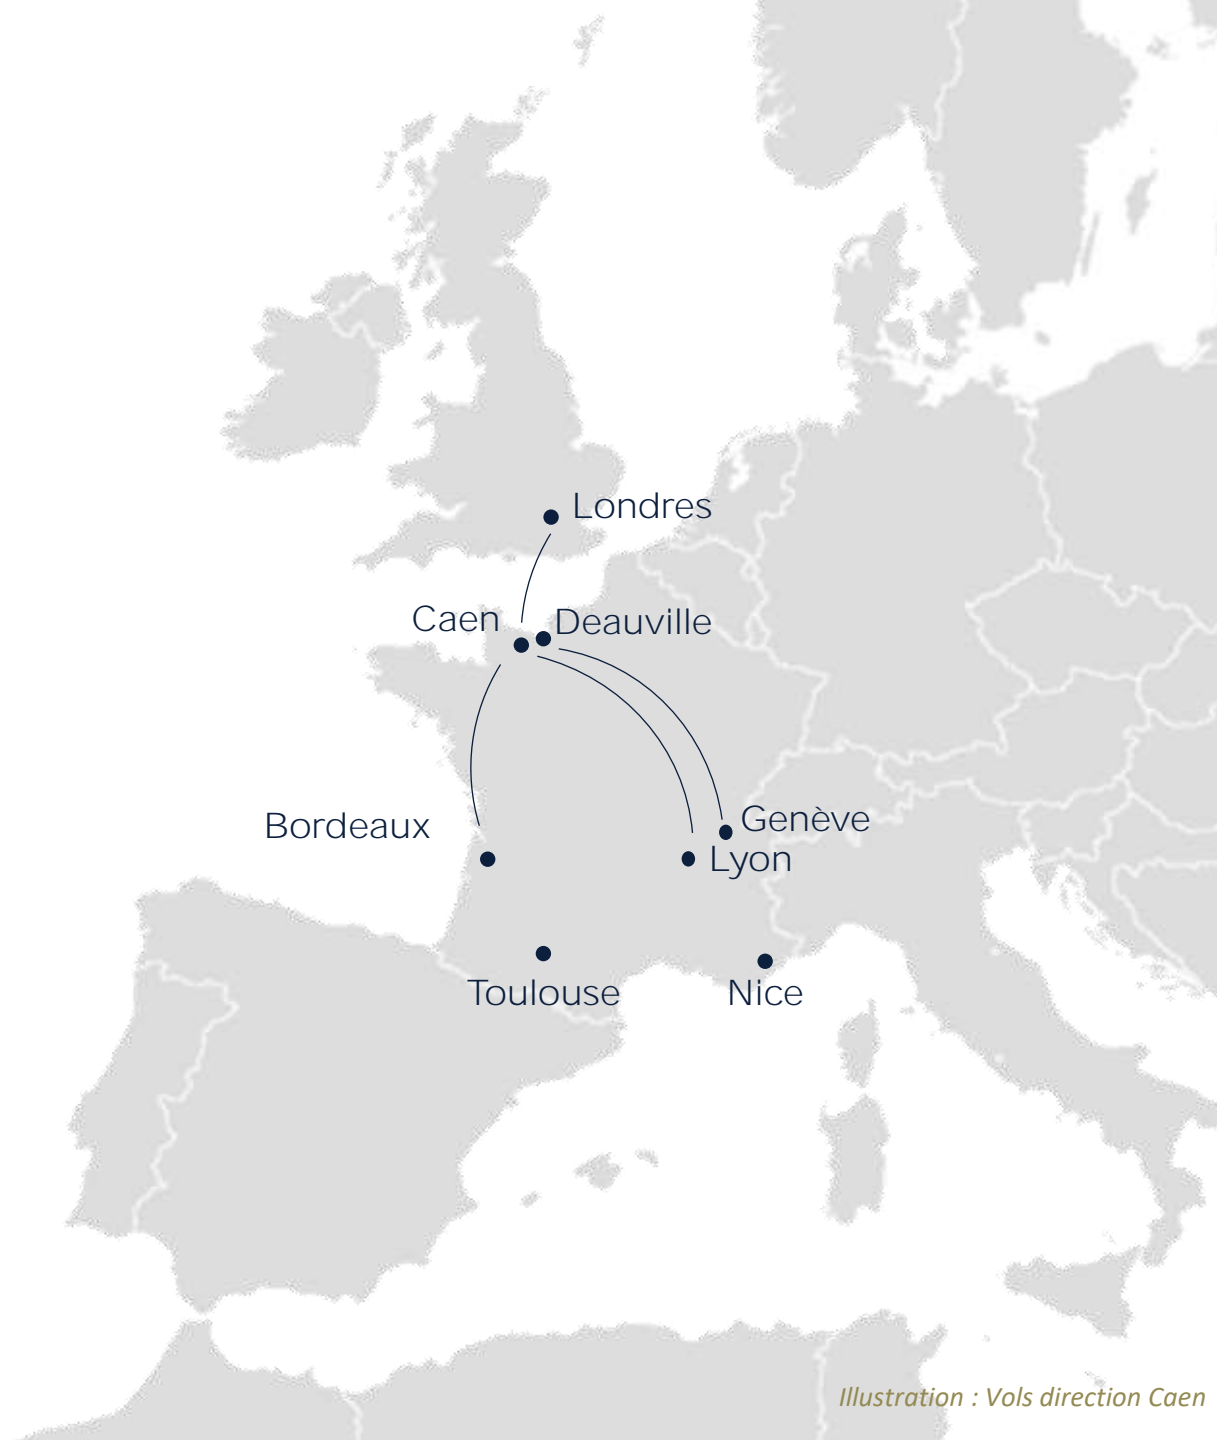 Londres
Caen
Deauville
Bordeaux
Genève
Lyon
Toulouse
Nice
Illustration : Vols direction Caen